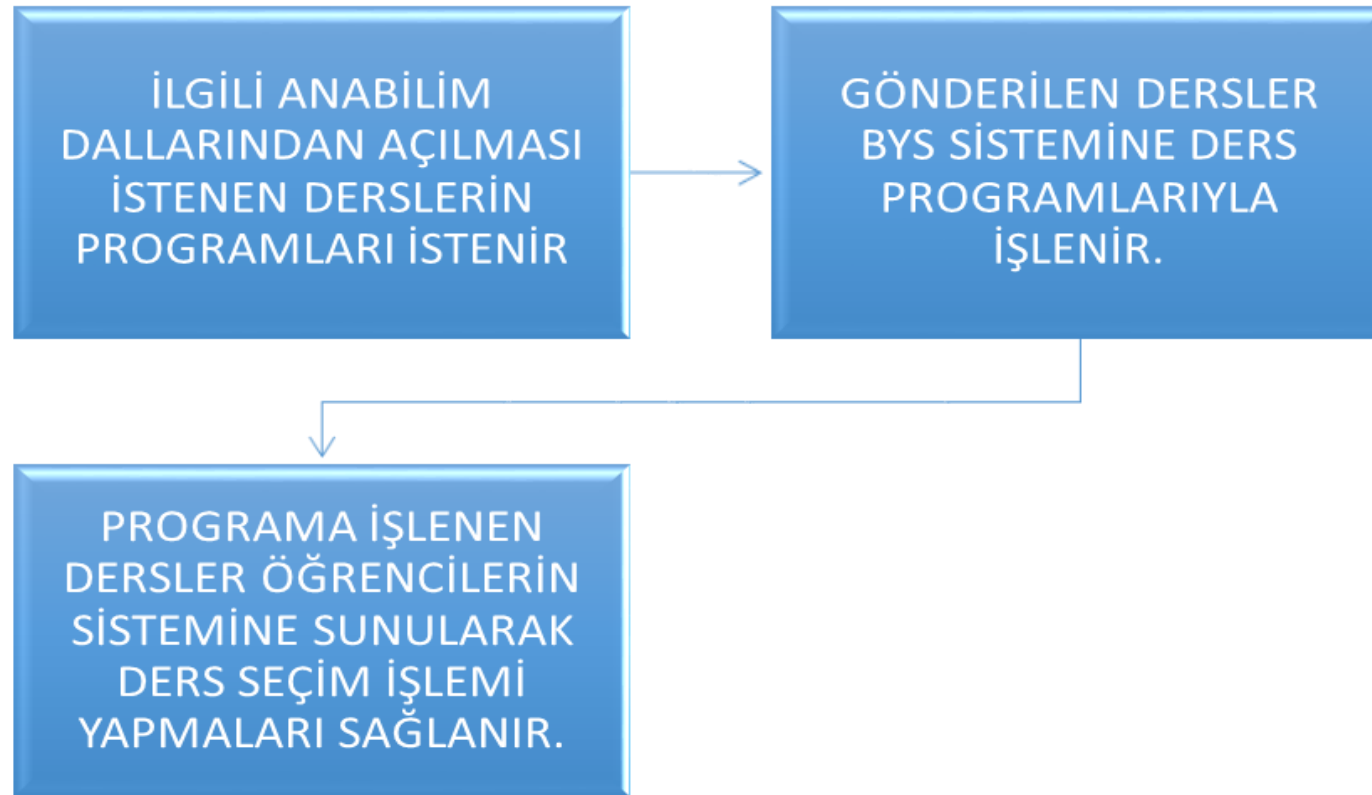 İLGİLİ ANABİLİM
DALLARINDAN AÇILMASI
İSTENEN DERSLERİN
PROGRAMLARI İSTENİR
GÖNDERİLEN DERSLER
BYS SİSTEMİNE DERS
PROGRAMLARIYLA
İŞLENİR.
PROGRAMA İŞLENEN
DERSLER ÖĞRENCİLERİN
SİSTEMİNE SUNULARAK
DERS SEÇİM İŞLEMİ
YAPMALARI SAĞLANIR.